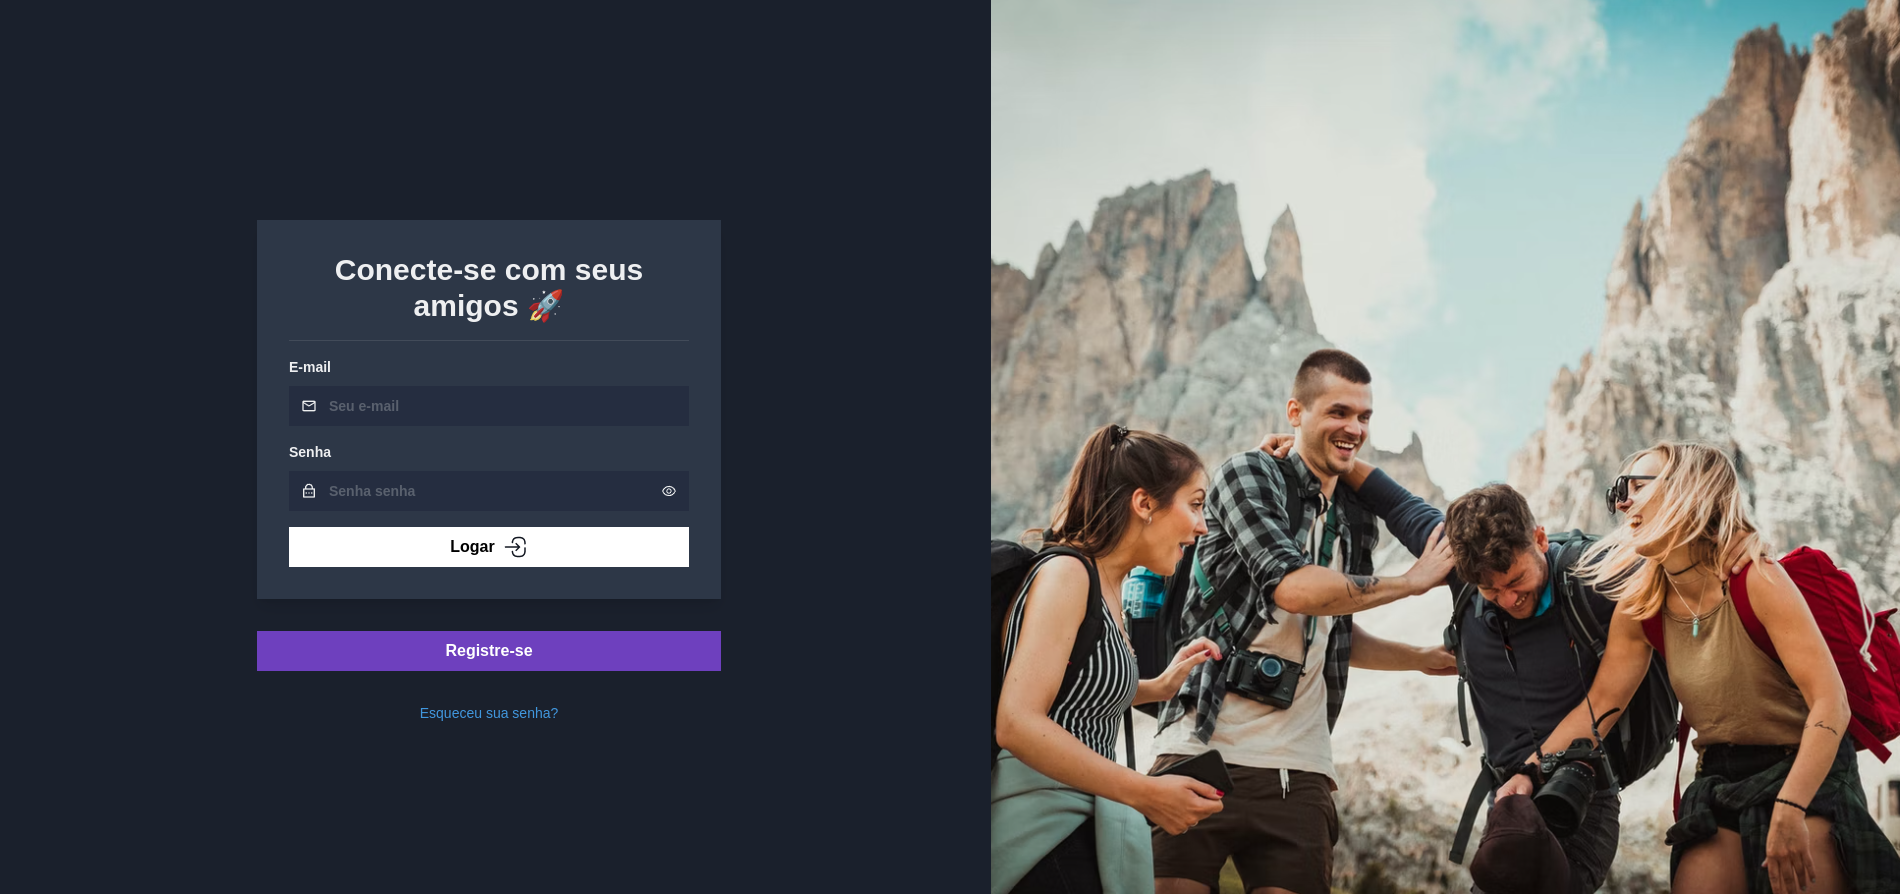 Conecte-se com seus
amigos 🚀
E-mail
Seu e-mail
Senha
Senha senha
Logar
Registre-se
Esqueceu sua senha?